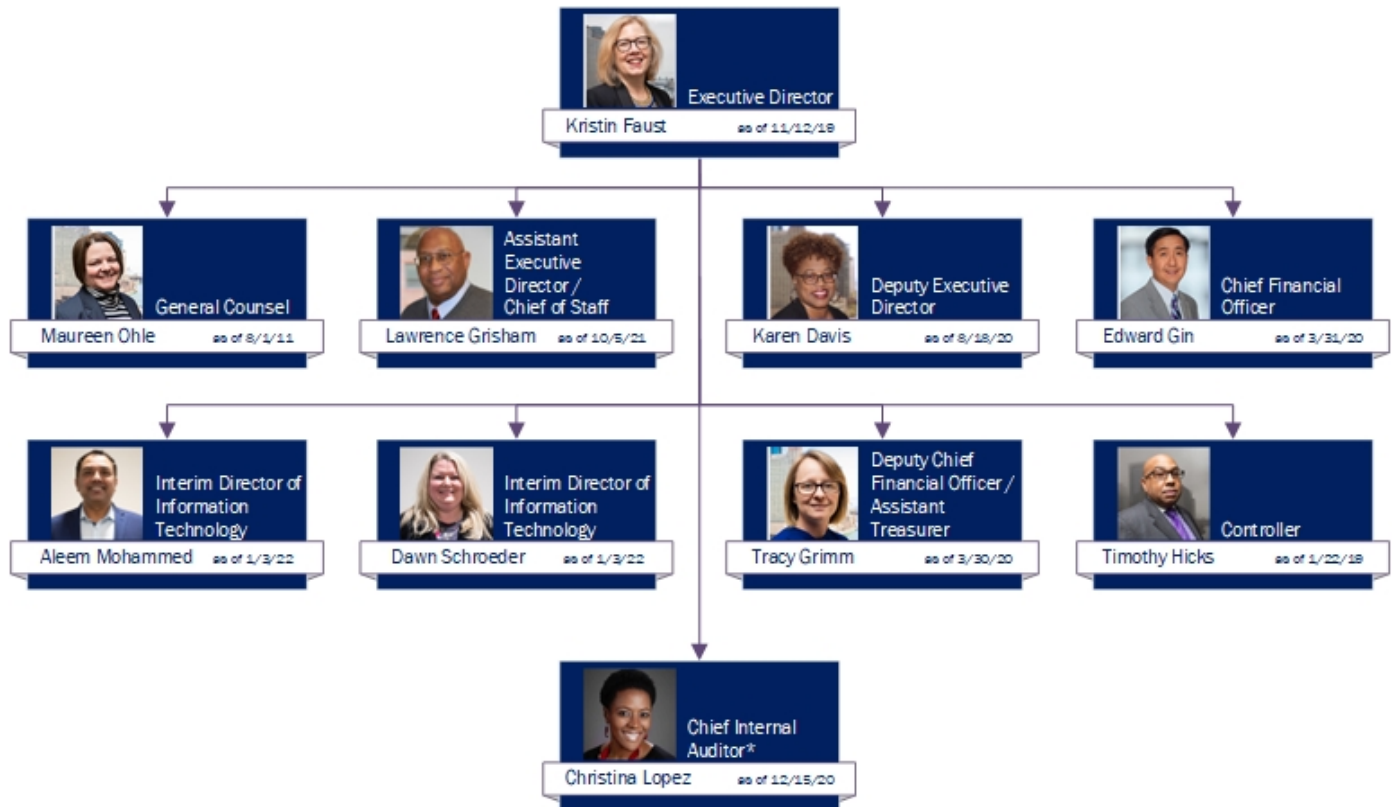 Executive Director
Kristin Faust as of 11/12/19
General Counsel
Maureen Ohle as of 8/1/11
Assistant
Executive
Director /
Chief of Staff
Lawrence Grisham as of 10/5/21
Deputy Executive
Director
Karen Davis as of 8/18/20
Chief Financial
Officer
Edward Gin as of 3/31/20
Interim Director of
Information
Technology
Aleem Mohammed as of 1/3/22
Interim Director of
Information
Technology
Dawn Schroeder as of 1/3/22
Deputy Chief
Financial Officer /
Assistant
Treasurer
Tracy Grimm as of 3/30/20
Controller
Timothy Hicks as of 1/22/19
Chief Internal
Auditor*
Christina Lopez as of 12/15/20